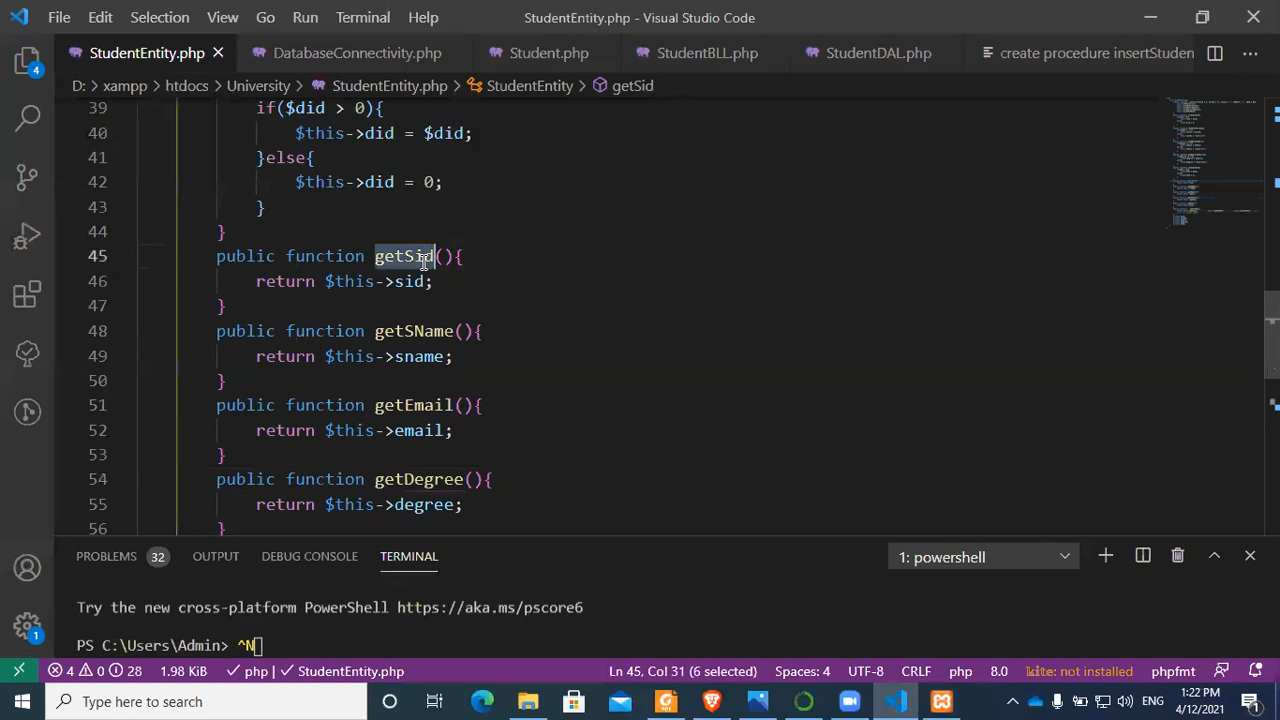 File Edit Selection View Go Run Terminal Help StudentEntity.php - Visual Studio Code
StudentEntity.php DatabaseConnectivity.php Student.php StudentBLL.php StudentDAL.php create procedure insertStuden
D: > xampp > htdocs > University > StudentEntity.php > StudentEntity > getSid
39 if($did > 0){
40 $this->did = $did;
41 }else{
42 $this->did = 0;
43 }
44 }
45 public function getSid(){
46 return $this->sid;
47 }
48 public function getSName(){
49 return $this->sname;
50 }
51 public function getEmail(){
52 return $this->email;
53 }
54 public function getDegree(){
55 return $this->degree;
56 }
4
1
PROBLEMS 32 OUTPUT DEBUG CONSOLE TERMINAL 1: powershell
Try the new cross-platform PowerShell https://aka.ms/pscore6
PS C:\Users\Admin> ^N
4 0 28 1.98 KiB php StudentEntity.php Ln 45, Col 31 (6 selected) Spaces: 4 UTF-8 CRLF php 8.0 kite: not installed phpfmt
Type here to search ENG 1:22 PM
4/12/2021 1